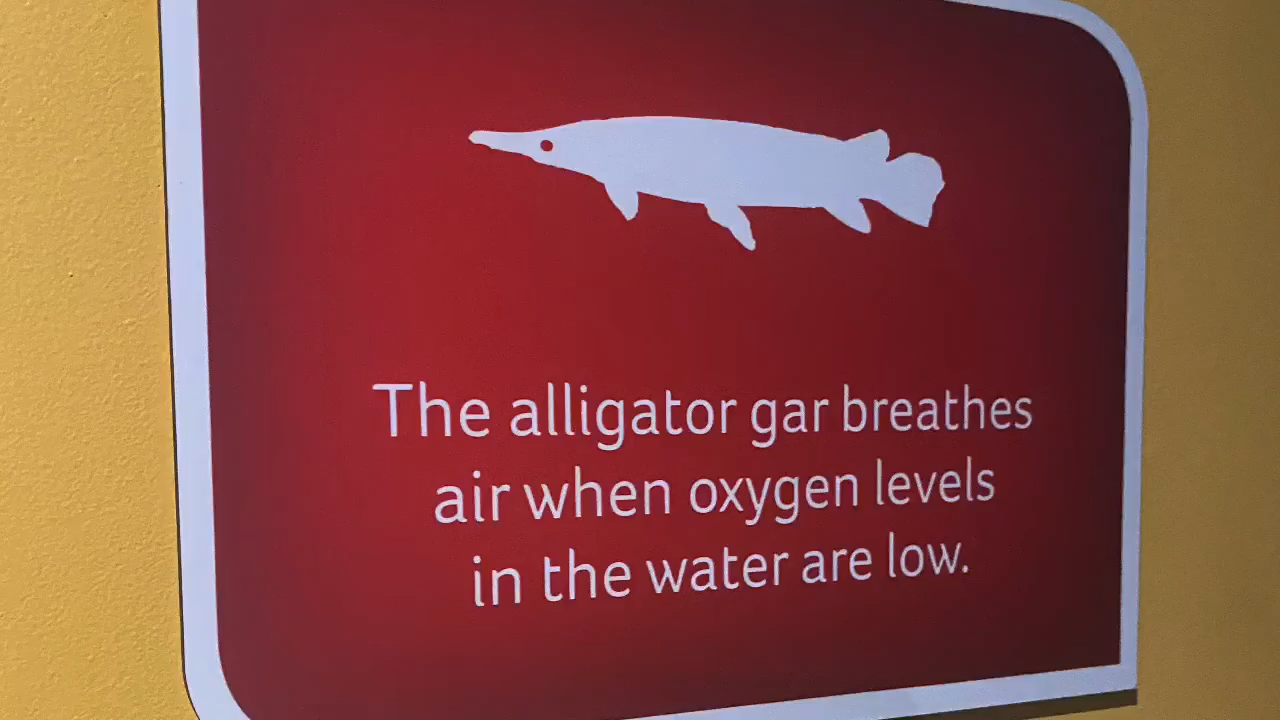 The alligator gar breathes
air when oxygen levels
in the water are low.